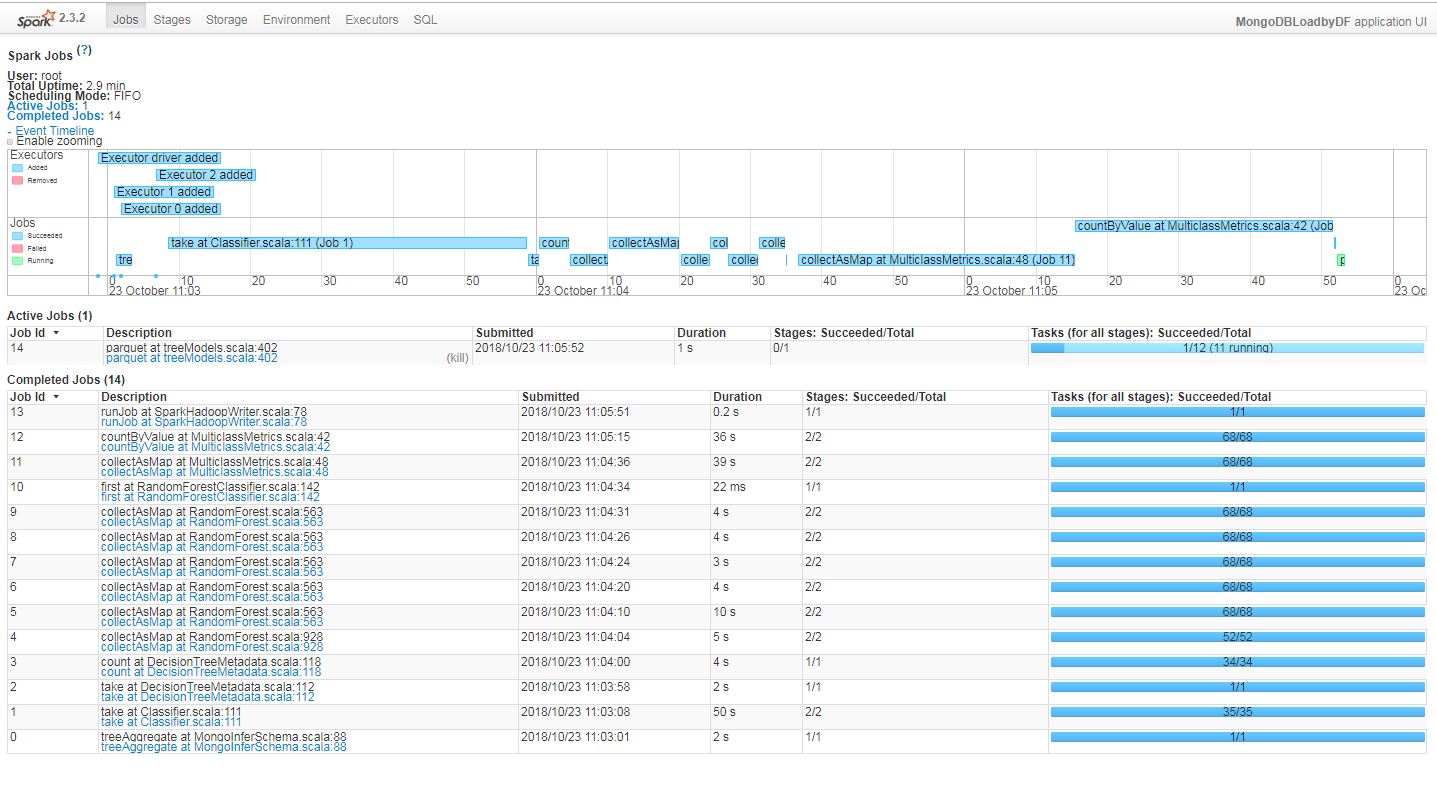 Spark 2.3.2 Jobs Stages Storage Environment Executors SQL MongoDBLoadbyDF application UI
Spark Jobs (?)
User: root
Total Uptime: 2.9 min
Scheduling Mode: FIFO
Active Jobs: 1
Completed Jobs: 14
- Event Timeline
Enable zooming
Executors
Added
Removed
Executor driver added
Executor 2 added
Executor 1 added
Executor 0 added
Jobs
Succeeded
Failed
Running
countByValue at MulticlassMetrics.scala:42 (Job
take at Classifier.scala:111 (Job 1) count collectAsMap col colle
tre ta collect colle collec collectAsMap at MulticlassMetrics.scala:48 (Job 11) p
0 10 20 30 40 50 0 10 20 30 40 50 0 10 20 30 40 50 0
23 October 11:03 23 October 11:04 23 October 11:05 23 Oc
Active Jobs (1)
Job Id Description Submitted Duration Stages: Succeeded/Total Tasks (for all stages): Succeeded/Total
14 parquet at treeModels.scala:402 2018/10/23 11:05:52 1 s 0/1 1/12 (11 running)
parquet at treeModels.scala:402 (kill)
Completed Jobs (14)
Job Id Description Submitted Duration Stages: Succeeded/Total Tasks (for all stages): Succeeded/Total
13 runJob at SparkHadoopWriter.scala:78 2018/10/23 11:05:51 0.2 s 1/1 1/1
runJob at SparkHadoopWriter.scala:78
12 countByValue at MulticlassMetrics.scala:42 2018/10/23 11:05:15 36 s 2/2 68/68
countByValue at MulticlassMetrics.scala:42
11 collectAsMap at MulticlassMetrics.scala:48 2018/10/23 11:04:36 39 s 2/2 68/68
collectAsMap at MulticlassMetrics.scala:48
10 first at RandomForestClassifier.scala:142 2018/10/23 11:04:34 22 ms 1/1 1/1
first at RandomForestClassifier.scala:142
9 collectAsMap at RandomForest.scala:563 2018/10/23 11:04:31 4 s 2/2 68/68
collectAsMap at RandomForest.scala:563
8 collectAsMap at RandomForest.scala:563 2018/10/23 11:04:26 4 s 2/2 68/68
collectAsMap at RandomForest.scala:563
7 collectAsMap at RandomForest.scala:563 2018/10/23 11:04:24 3 s 2/2 68/68
collectAsMap at RandomForest.scala:563
6 collectAsMap at RandomForest.scala:563 2018/10/23 11:04:20 4 s 2/2 68/68
collectAsMap at RandomForest.scala:563
5 collectAsMap at RandomForest.scala:563 2018/10/23 11:04:10 10 s 2/2 68/68
collectAsMap at RandomForest.scala:563
4 collectAsMap at RandomForest.scala:928 2018/10/23 11:04:04 5 s 2/2 52/52
collectAsMap at RandomForest.scala:928
3 count at DecisionTreeMetadata.scala:118 2018/10/23 11:04:00 4 s 1/1 34/34
count at DecisionTreeMetadata.scala:118
2 take at DecisionTreeMetadata.scala:112 2018/10/23 11:03:58 2 s 1/1 1/1
take at DecisionTreeMetadata.scala:112
1 take at Classifier.scala:111 2018/10/23 11:03:08 50 s 2/2 35/35
take at Classifier.scala:111
0 treeAggregate at MongoInferSchema.scala:88 2018/10/23 11:03:01 2 s 1/1 1/1
treeAggregate at MongoInferSchema.scala:88